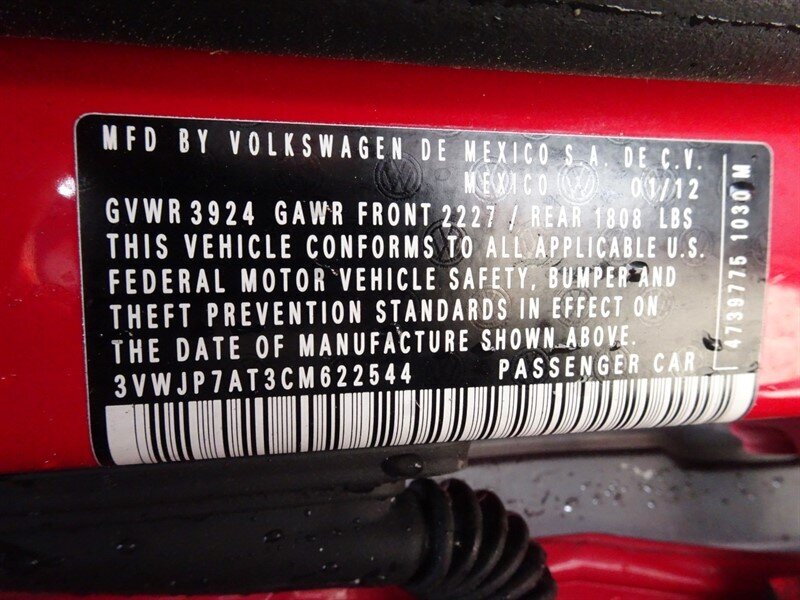 MFD BY VOLKSWAGEN DE MEXICO S.A. DE C.V.
MEXICO 01/12
GVWR 3924 GAWR FRONT 2227 / REAR 1808 LBS
THIS VEHICLE CONFORMS TO ALL APPLICABLE U.S.
FEDERAL MOTOR VEHICLE SAFETY, BUMPER AND
THEFT PREVENTION STANDARDS IN EFFECT ON
THE DATE OF MANUFACTURE SHOWN ABOVE.
3VWJP7AT3CM622544 PASSENGER CAR
4739775 1030 M